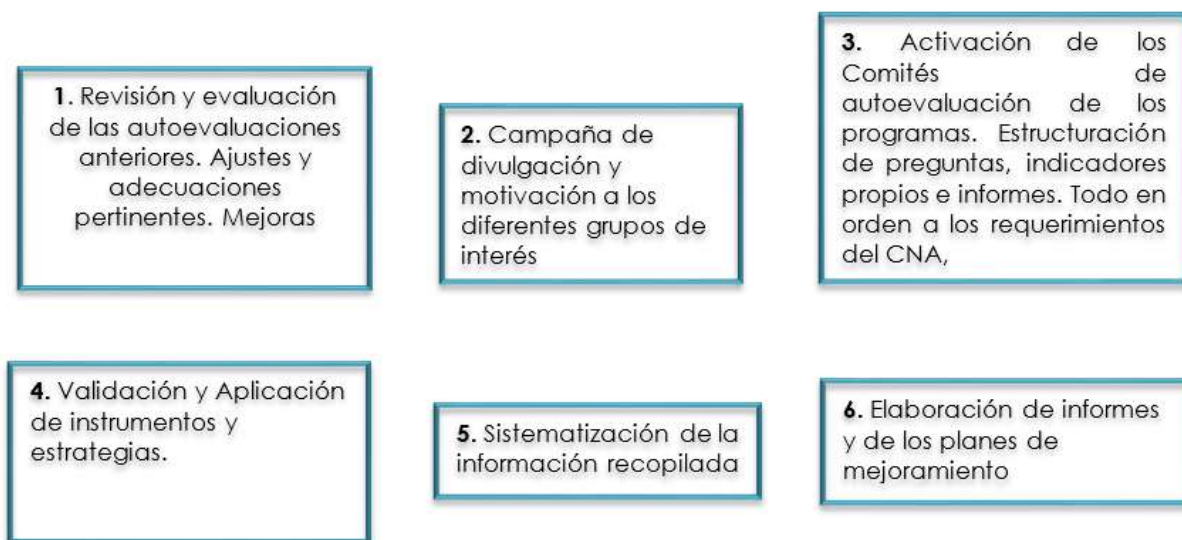 1. Revisión y evaluación
de las autoevaluaciones
anteriores. Ajustes y
adecuaciones
pertinentes. Mejoras
2. Campaña de
divulgación y
motivación a los
diferentes grupos de
interés
3. Activación de los
Comités de
autoevaluación de los
programas. Estructuración
de preguntas, indicadores
propios e informes. Todo en
orden a los requerimientos
del CNA,
4. Validación y Aplicación
de instrumentos y
estrategias.
5. Sistematización de la
información recopilada
6. Elaboración de informes
y de los planes de
mejoramiento